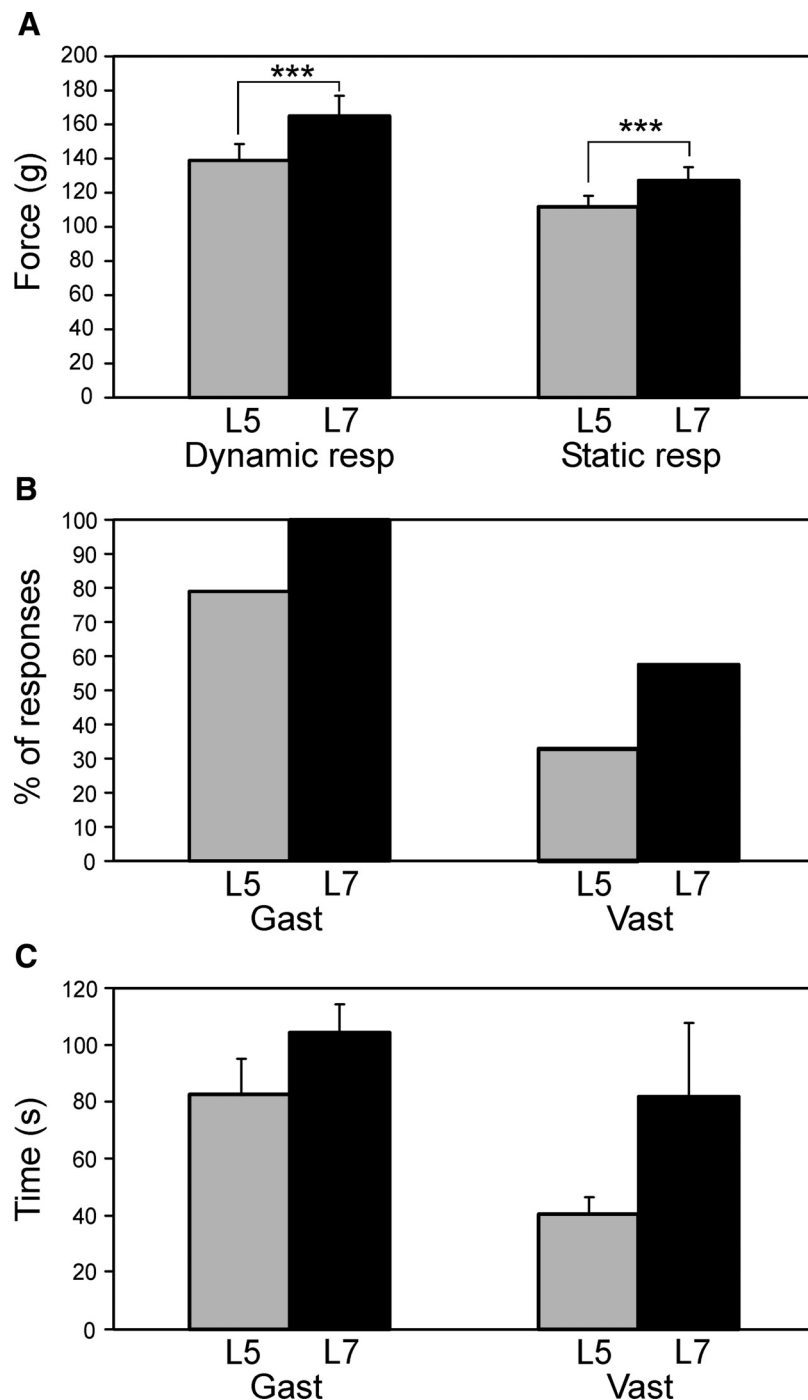 A
Force (g)
200
180
160
140
120
100
80
60
40
20
0
***
***
L5 L7 L5 L7
Dynamic resp Static resp
B
% of responses
100
90
80
70
60
50
40
30
20
10
0
L5 L7 L5 L7
Gast Vast
C
Time (s)
120
100
80
60
40
20
0
L5 L7 L5 L7
Gast Vast